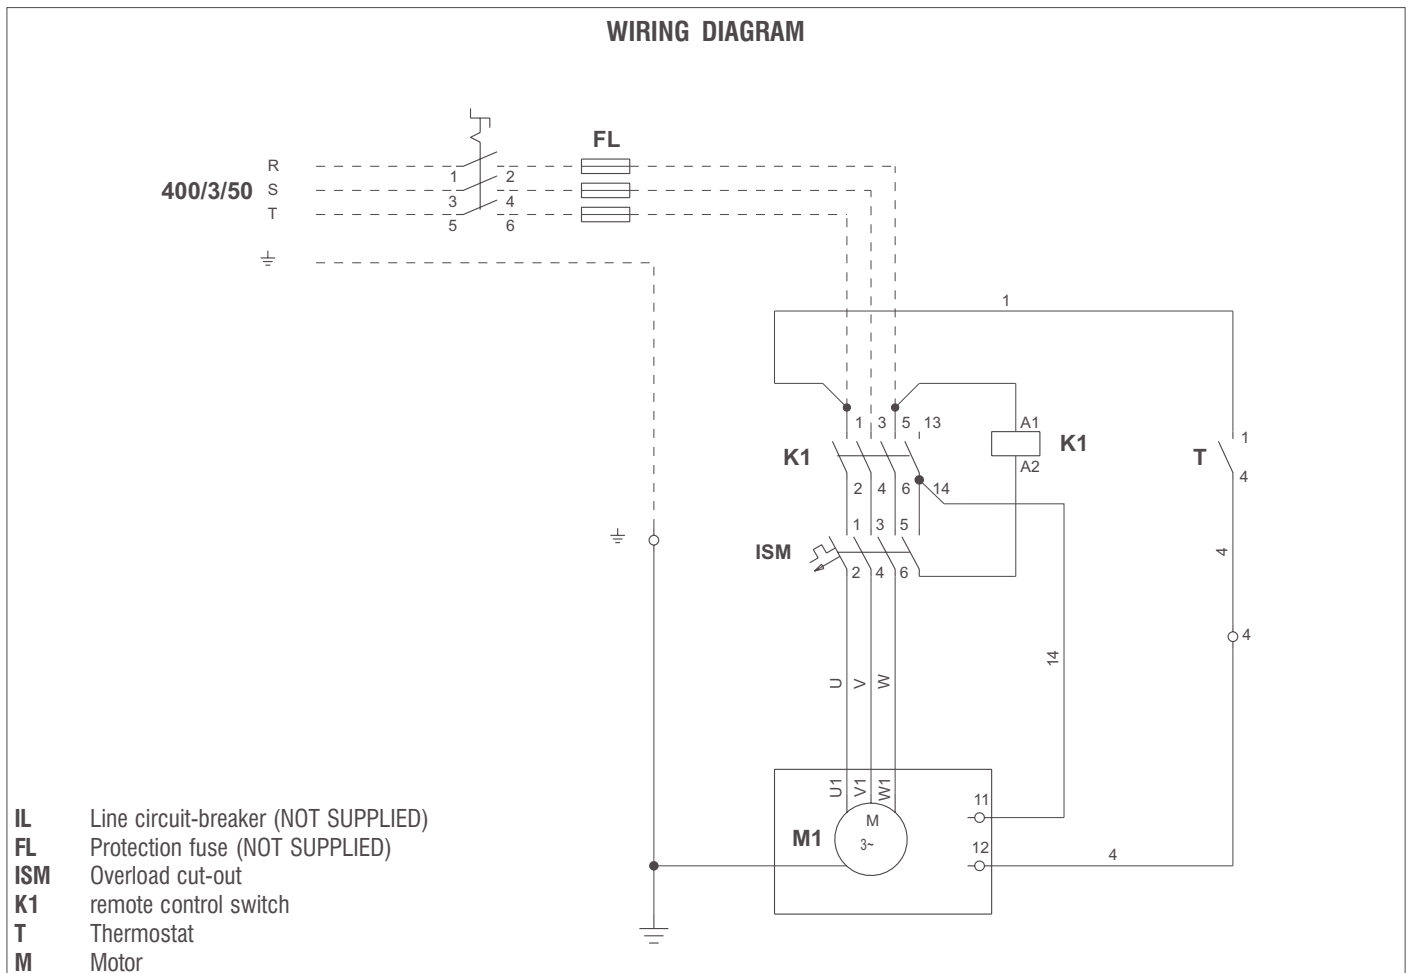 WIRING DIAGRAM
FL
R
1 2
400/3/50 S
3 4
T
5 6
1
1 3 5 13
A1
K1 K1
A2
T 1
4
2 4 6 14
1 3 5
ISM
2 4 6
4
4
14
U V W
U1 V1 W1
11
M1 M
3~
12
4
IL Line circuit-breaker (NOT SUPPLIED)
FL Protection fuse (NOT SUPPLIED)
ISM Overload cut-out
K1 remote control switch
T Thermostat
M Motor